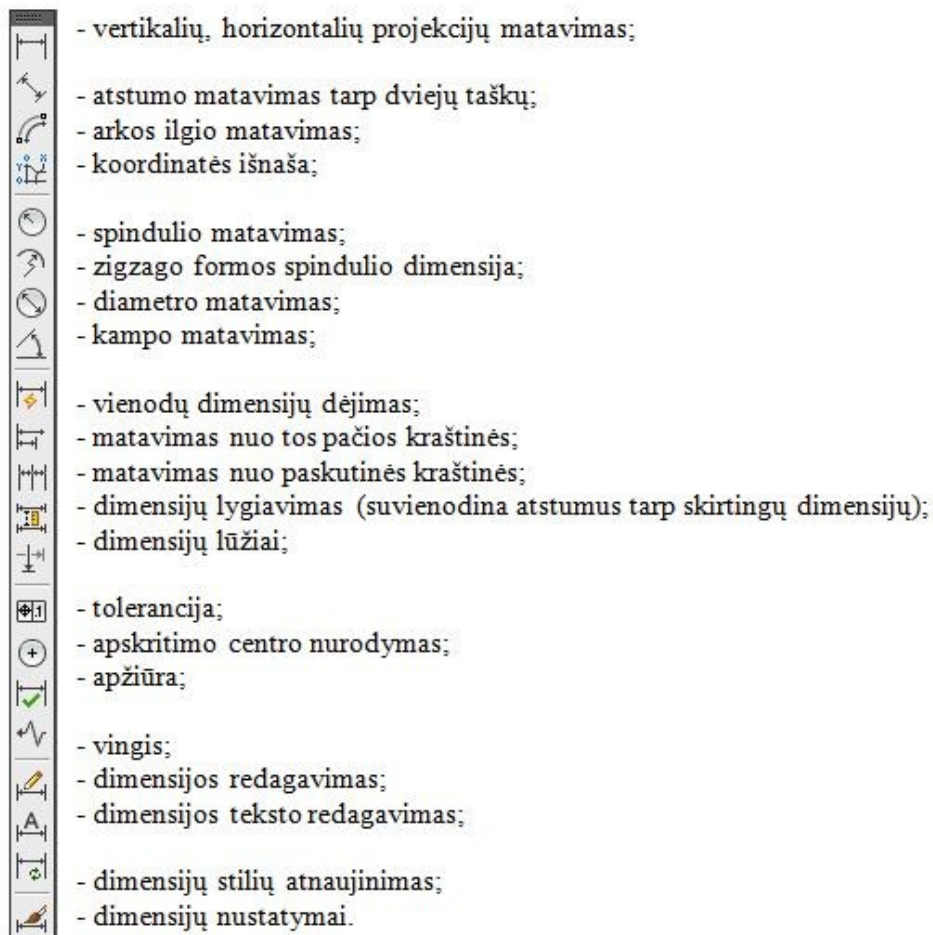 - vertikalių, horizontalių projekcijų matavimas;
- atstumo matavimas tarp dviejų taškų;
- arkos ilgio matavimas;
- koordinatės išnaša;
- spindulio matavimas;
- zigzago formos spindulio dimensija;
- diametro matavimas;
- kampo matavimas;
- vienodų dimensijų dėjimas;
- matavimas nuo tos pačios kraštinės;
- matavimas nuo paskutinės kraštinės;
- dimensijų lygiavimas (suvienodina atstumus tarp skirtingų dimensijų);
- dimensijų lūžiai;
- tolerancija;
- apskritimo centro nurodymas;
- apžiūra;
- vingis;
- dimensijos redagavimas;
- dimensijos teksto redagavimas;
- dimensijų stilių atnaujinimas;
- dimensijų nustatymai.